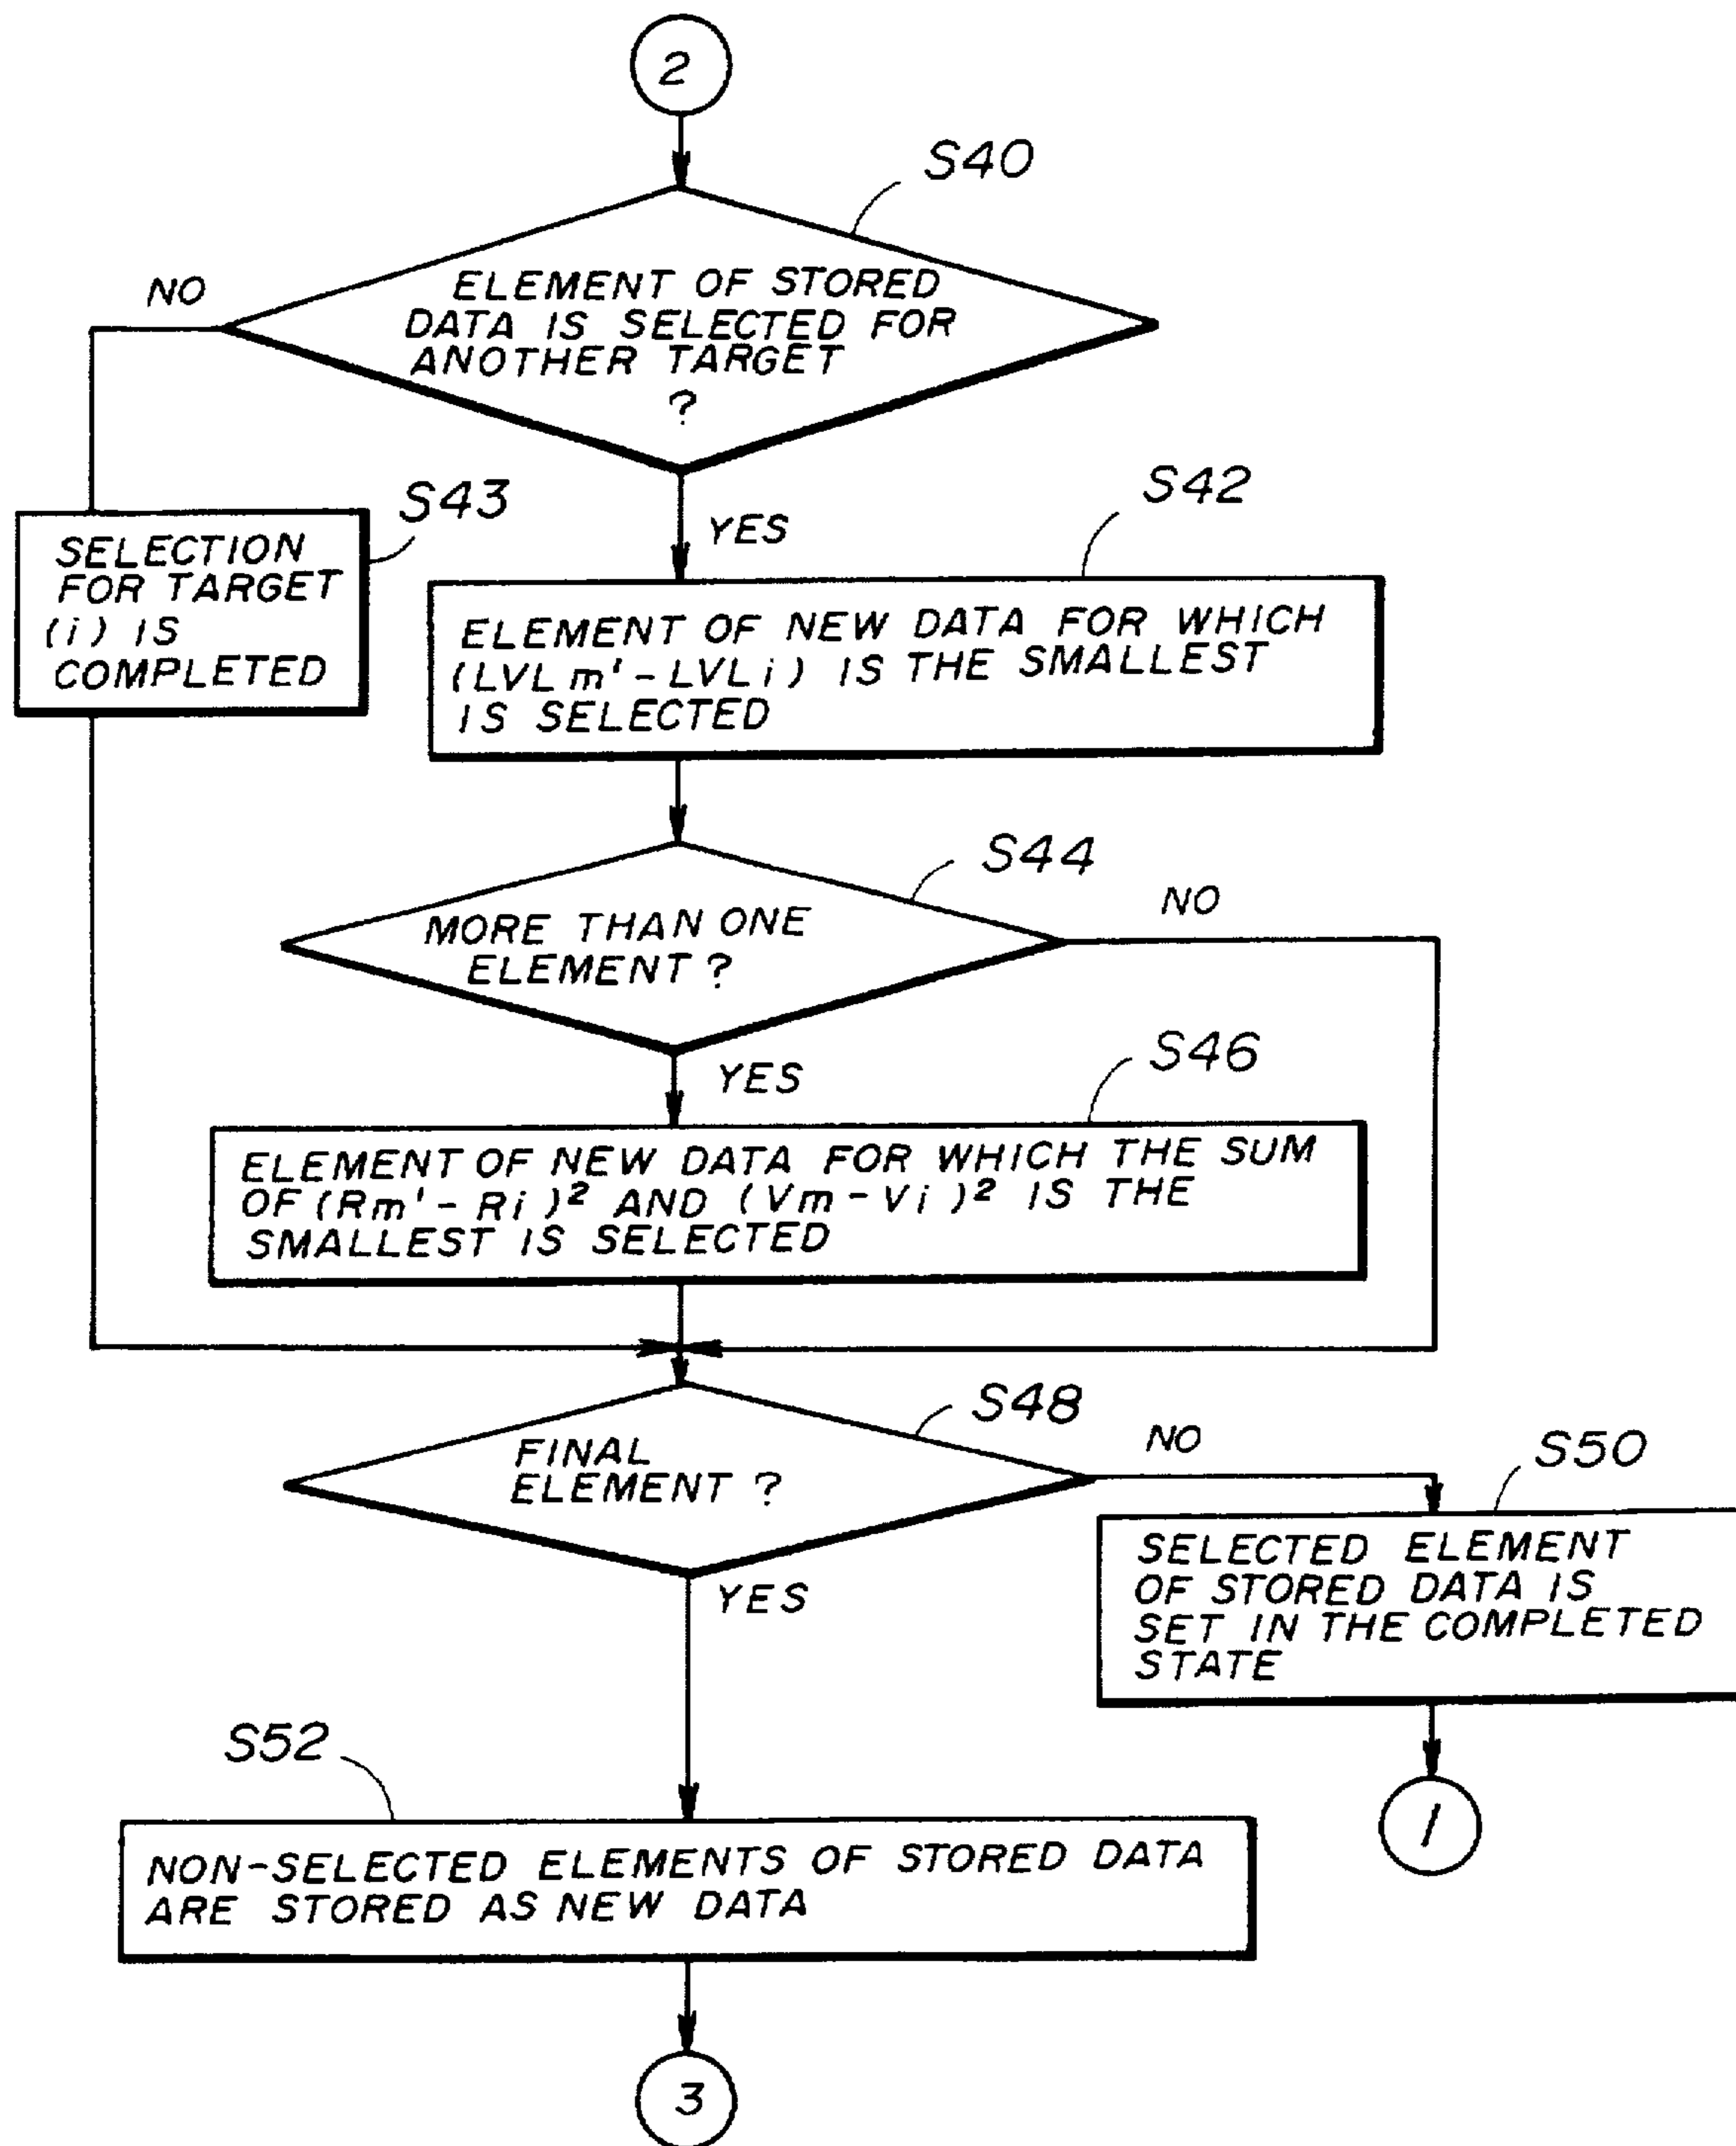 2
S40
NO
ELEMENT OF STORED
DATA IS SELECTED FOR
ANOTHER TARGET
?
S43
S42
YES
SELECTION
FOR TARGET
(i) IS
COMPLETED
ELEMENT OF NEW DATA FOR WHICH
(LVLm'-LVLi) IS THE SMALLEST
IS SELECTED
S44
NO
MORE THAN ONE
ELEMENT?
S46
YES
ELEMENT OF NEW DATA FOR WHICH THE SUM
OF (Rm'-Ri)² AND (Vm-Vi)² IS THE
SMALLEST IS SELECTED
S48
NO
FINAL
ELEMENT?
S50
YES
SELECTED ELEMENT
OF STORED DATA IS
SET IN THE COMPLETED
STATE
S52
1
NON-SELECTED ELEMENTS OF STORED DATA
ARE STORED AS NEW DATA
3